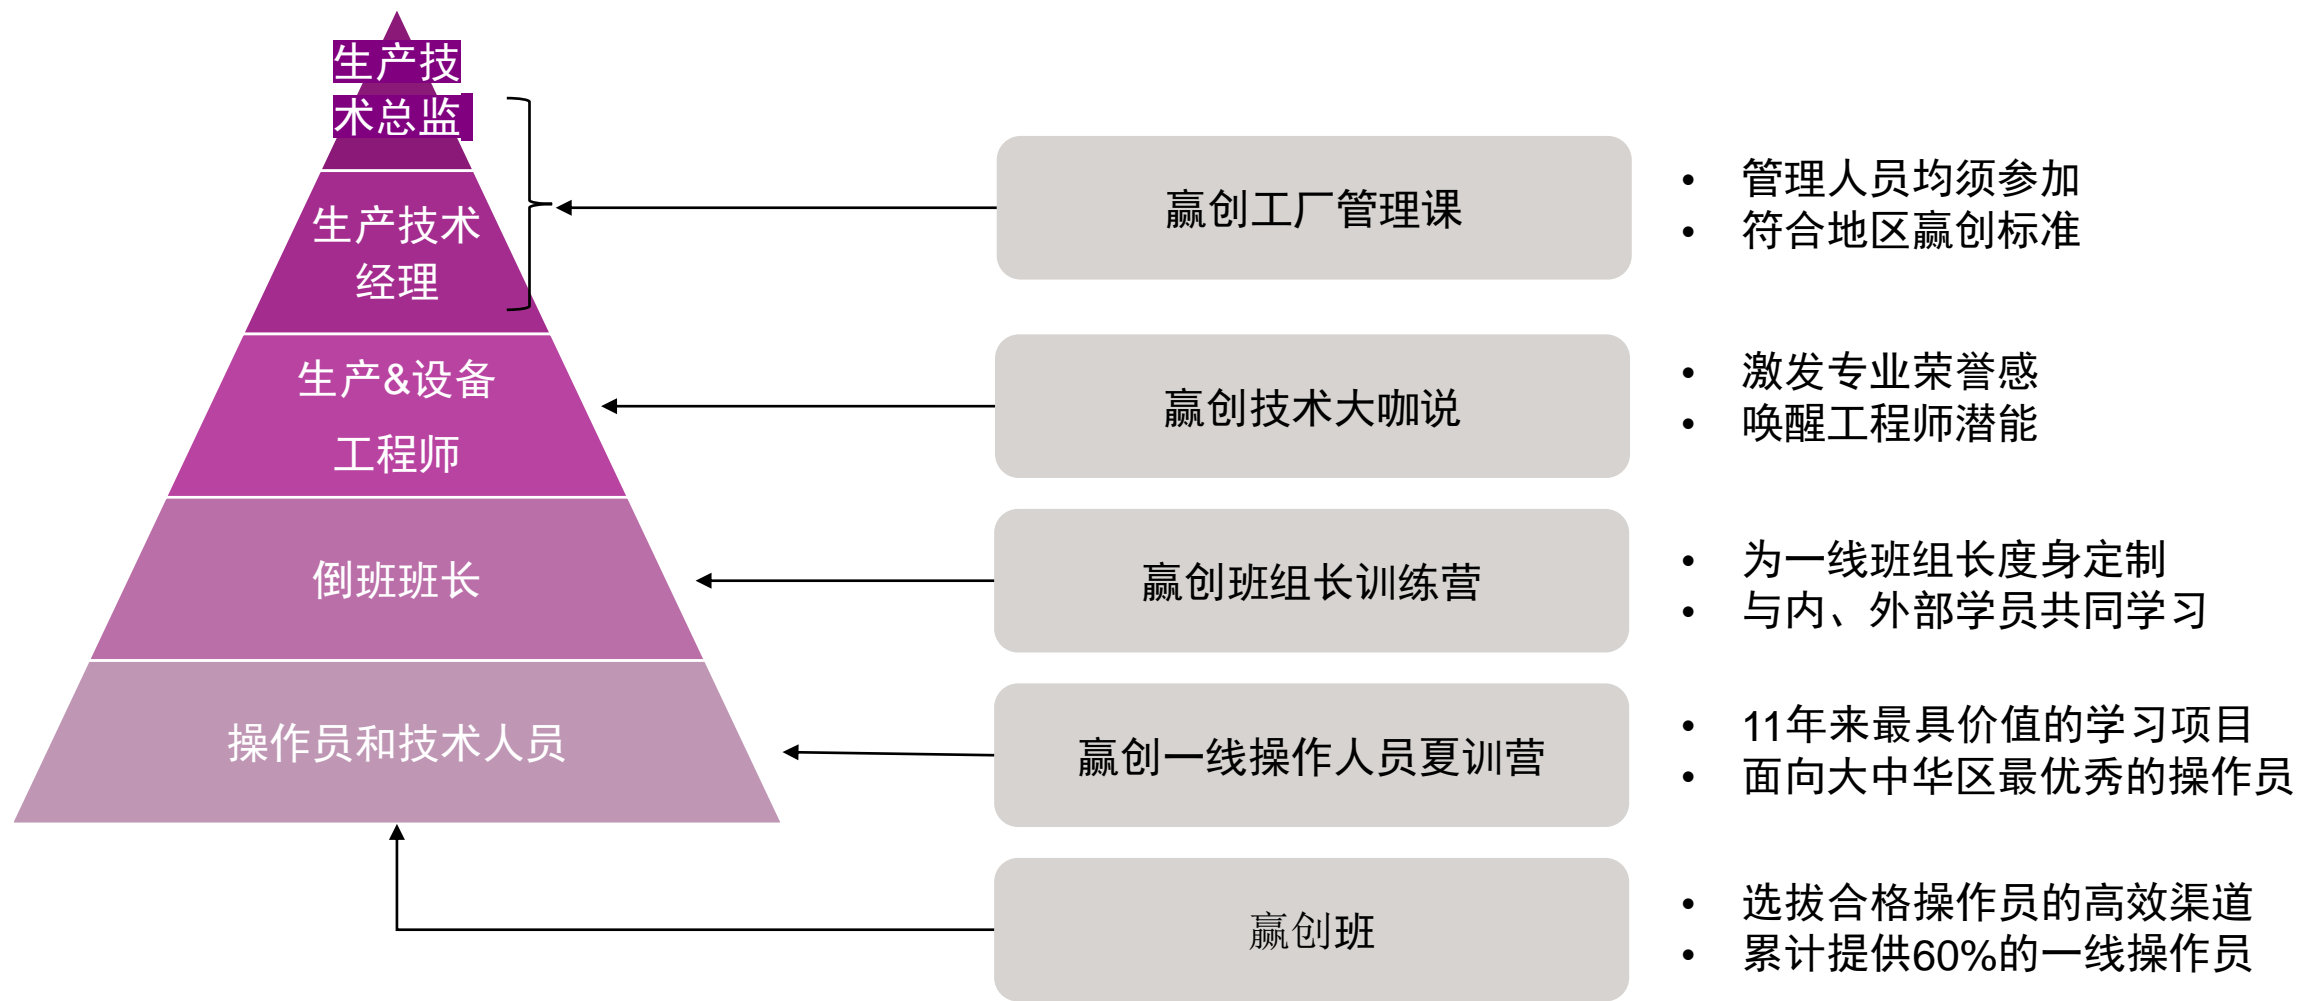 生产技
术总监
生产技术
经理
生产&设备
工程师
倒班班长
操作员和技术人员
赢创工厂管理课
• 管理人员均须参加
• 符合地区赢创标准
赢创技术大咖说
• 激发专业荣誉感
• 唤醒工程师潜能
赢创班组长训练营
• 为一线班组长度身定制
• 与内、外部学员共同学习
赢创一线操作人员夏训营
• 11年来最具价值的学习项目
• 面向大中华区最优秀的操作员
赢创班
• 选拔合格操作员的高效渠道
• 累计提供60%的一线操作员